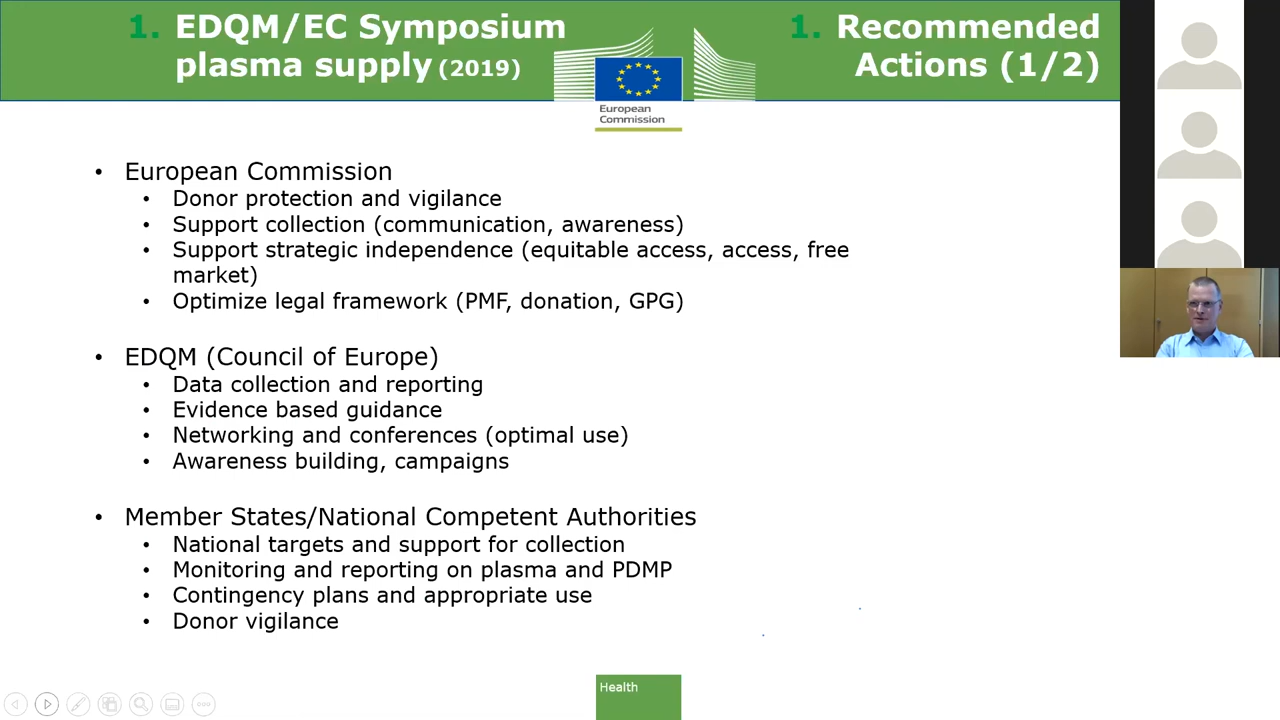 1. EDQM/EC Symposium
plasma supply (2019)
1. Recommended
Actions (1/2)
European
Commission
• European Commission
• Donor protection and vigilance
• Support collection (communication, awareness)
• Support strategic independence (equitable access, access, free
market)
• Optimize legal framework (PMF, donation, GPG)
• EDQM (Council of Europe)
• Data collection and reporting
• Evidence based guidance
• Networking and conferences (optimal use)
• Awareness building, campaigns
• Member States/National Competent Authorities
• National targets and support for collection
• Monitoring and reporting on plasma and PDMP
• Contingency plans and appropriate use
• Donor vigilance
Health